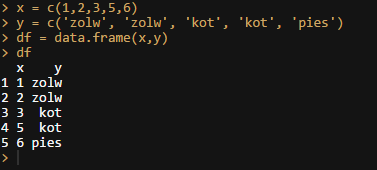 > x = c(1,2,3,5,6)
> y = c('zolw', 'zolw', 'kot', 'kot', 'pies')
> df = data.frame(x,y)
> df
  x    y
1 1 zolw
2 2 zolw
3 3  kot
4 5  kot
5 6 pies
>